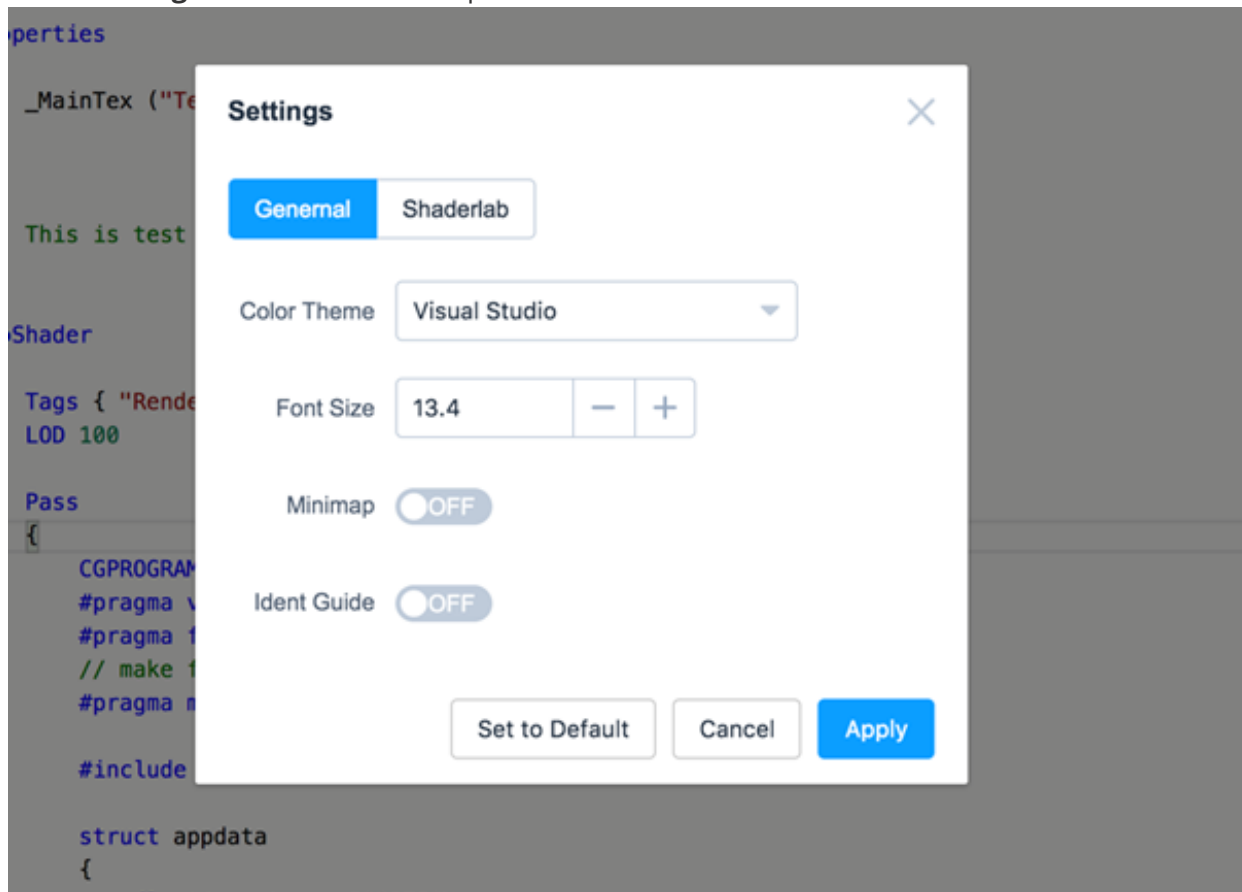 perties
_MainTex ("Te
This is test
Shader
Tags { "Rende
LOD 100
Pass
{
CGPROGRAM
#pragma v
#pragma f
// make f
#pragma m
#include
struct appdata
{
Settings
Genernal Shaderlab
Color Theme Visual Studio
Font Size 13.4 − +
Minimap OFF
Ident Guide OFF
Set to Default Cancel Apply